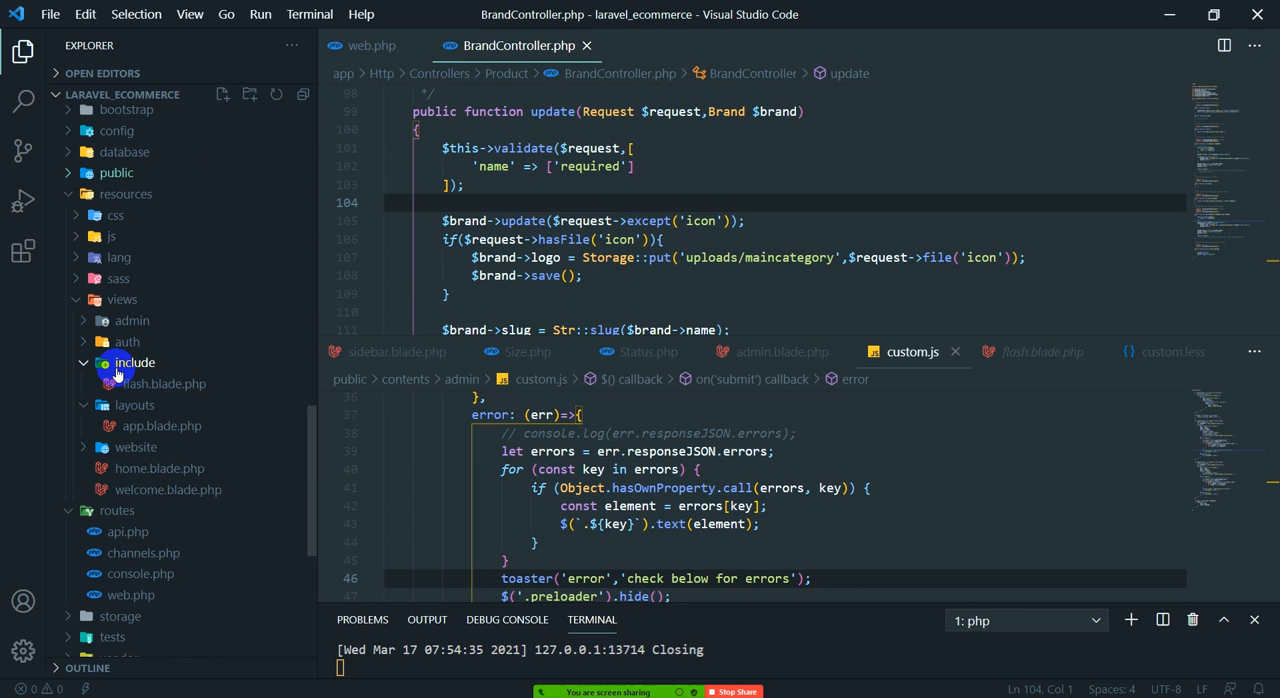 File Edit Selection View Go Run Terminal Help
BrandController.php - laravel_ecommerce - Visual Studio Code
EXPLORER
OPEN EDITORS
LARAVEL_ECOMMERCE
bootstrap
config
database
public
resources
css
js
lang
sass
views
admin
auth
include
flash.blade.php
layouts
app.blade.php
website
home.blade.php
welcome.blade.php
routes
api.php
channels.php
console.php
web.php
storage
tests
OUTLINE
web.php BrandController.php
app > Http > Controllers > Product > BrandController.php > BrandController > update
98 */
99 public function update(Request $request,Brand $brand)
100 {
101 $this->validate($request,[
102 'name' => ['required']
103 ]);
104
105 $brand->update($request->except('icon'));
106 if($request->hasFile('icon')){
107 $brand->logo = Storage::put('uploads/maincategory',$request->file('icon'));
108 $brand->save();
109 }
110
111 $brand->slug = Str::slug($brand->name);
sidebar.blade.php Size.php Status.php admin.blade.php custom.js flash.blade.php custom.less
public > contents > admin > custom.js > $() callback > on('submit') callback > error
36 },
37 error: (err)=>{
38 // console.log(err.responseJSON.errors);
39 let errors = err.responseJSON.errors;
40 for (const key in errors) {
41 if (Object.hasOwnProperty.call(errors, key)) {
42 const element = errors[key];
43 $(`.${key}`).text(element);
44 }
45 }
46 toaster('error','check below for errors');
47 $('.preloader').hide();
PROBLEMS OUTPUT DEBUG CONSOLE TERMINAL 1: php
[Wed Mar 17 07:54:35 2021] 127.0.0.1:13714 Closing
0 0 You are screen sharing Stop Share Ln 104, Col 1 Spaces: 4 UTF-8 LF